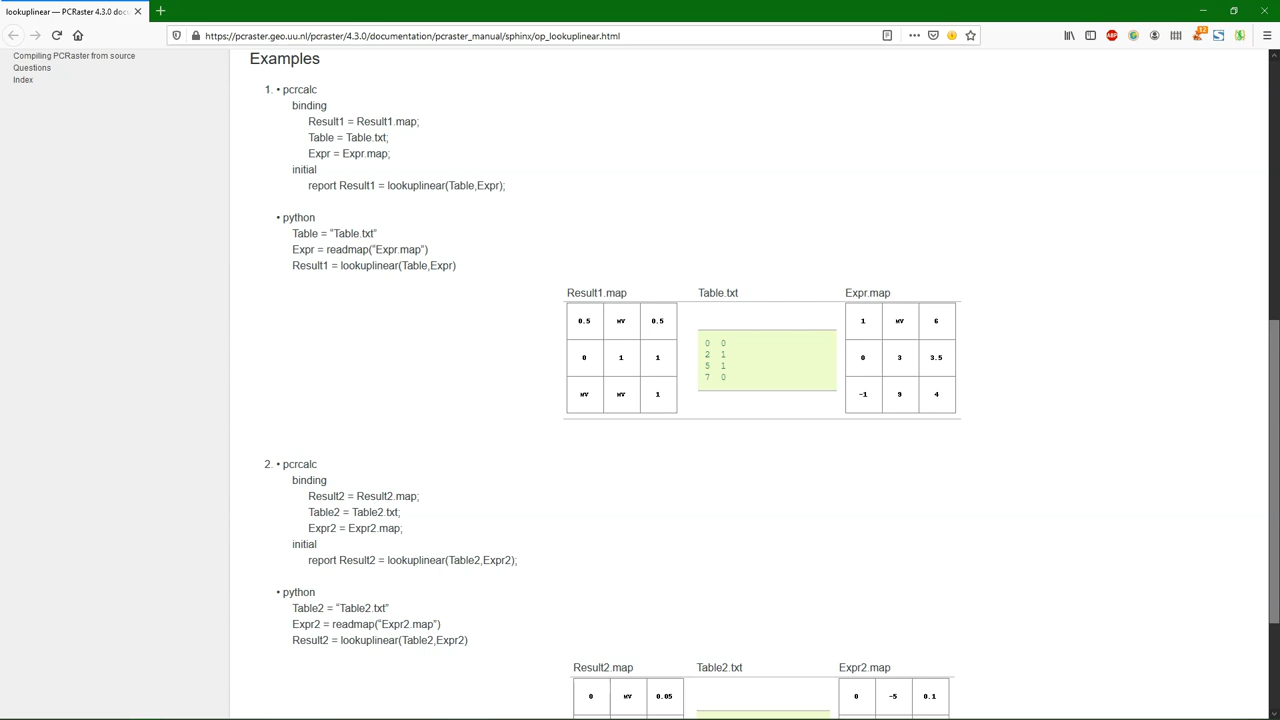 lookuplinear — PCRaster 4.3.0 doc
https://pcraster.geo.uu.nl/pcraster/4.3.0/documentation/pcraster_manual/sphinx/op_lookuplinear.html
ABP
12
Compiling PCRaster from source
Questions
Index
Examples
1. • pcrcalc
binding
Result1 = Result1.map;
Table = Table.txt;
Expr = Expr.map;
initial
report Result1 = lookuplinear(Table,Expr);
• python
Table = “Table.txt”
Expr = readmap(“Expr.map”)
Result1 = lookuplinear(Table,Expr)
Result1.map Table.txt Expr.map
0.5 MV 0.5 1 MV 6
0 0
2 1
0 1 1 0 3 3.5
5 1
7 0
MV MV 1 -1 9 4
2. • pcrcalc
binding
Result2 = Result2.map;
Table2 = Table2.txt;
Expr2 = Expr2.map;
initial
report Result2 = lookuplinear(Table2,Expr2);
• python
Table2 = “Table2.txt”
Expr2 = readmap(“Expr2.map”)
Result2 = lookuplinear(Table2,Expr2)
Result2.map Table2.txt Expr2.map
0 MV 0.05 0 -5 0.1